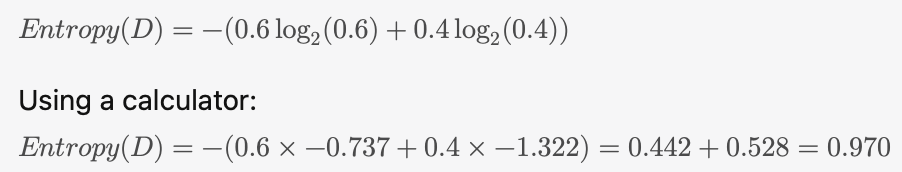 Entropy(D) = −(0.6 log₂(0.6) + 0.4 log₂(0.4))
Using a calculator:
Entropy(D) = −(0.6 × −0.737 + 0.4 × −1.322) = 0.442 + 0.528 = 0.970